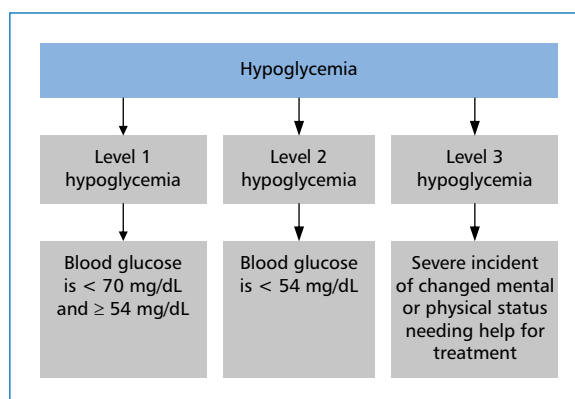 Hypoglycemia
Level 1
hypoglycemia
Level 2
hypoglycemia
Level 3
hypoglycemia
Blood glucose
is < 70 mg/dL
and ≥ 54 mg/dL
Blood glucose
is < 54 mg/dL
Severe incident
of changed mental
or physical status
needing help for
treatment